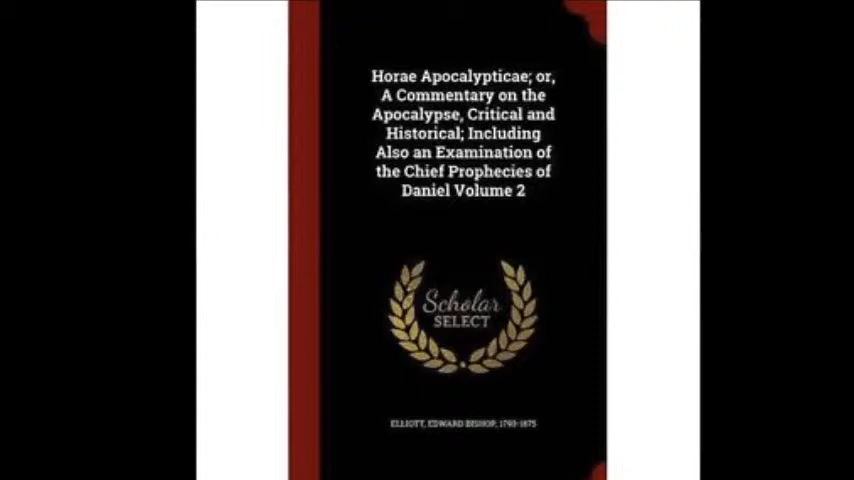 Horae Apocalypticae; or,
A Commentary on the
Apocalypse, Critical and
Historical; Including
Also an Examination of
the Chief Prophecies of
Daniel Volume 2
Scholar
SELECT
ELLIOTT, EDWARD BISHOP, 1793-1875